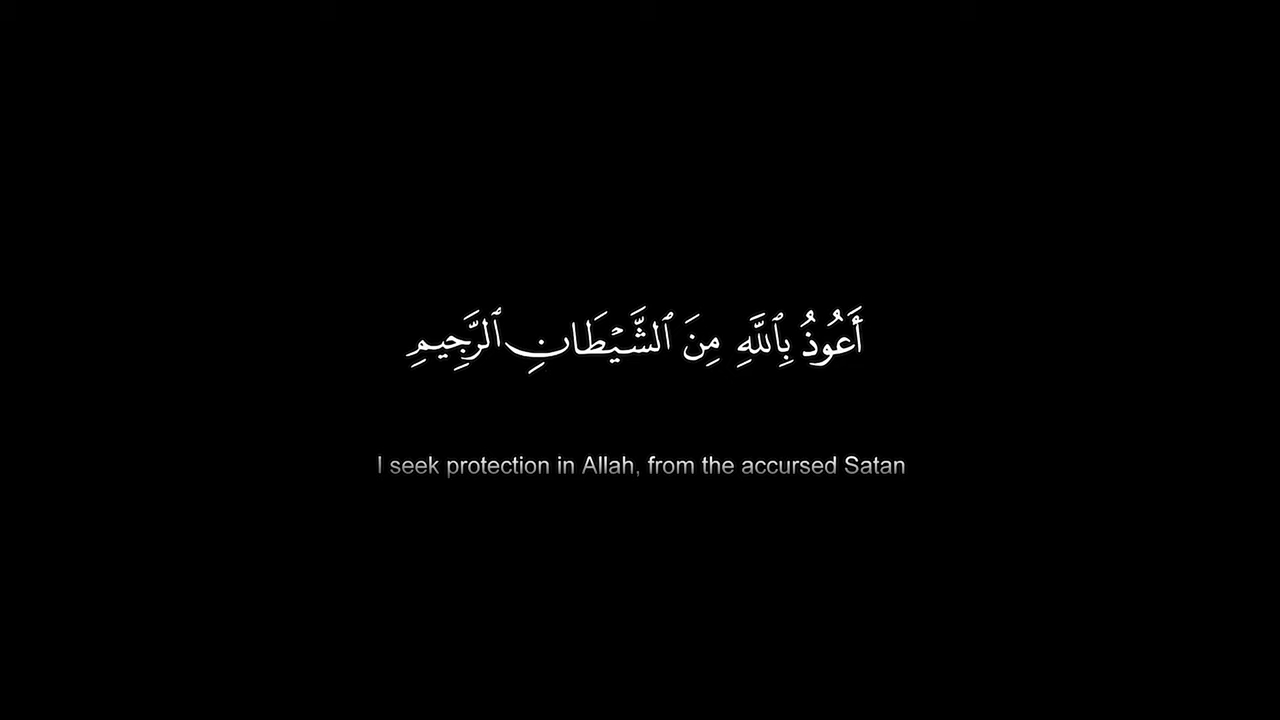 أَعُوذُ بِٱللَّهِ مِنَ ٱلشَّيْطَانِ ٱلرَّجِيمِ
I seek protection in Allah, from the accursed Satan